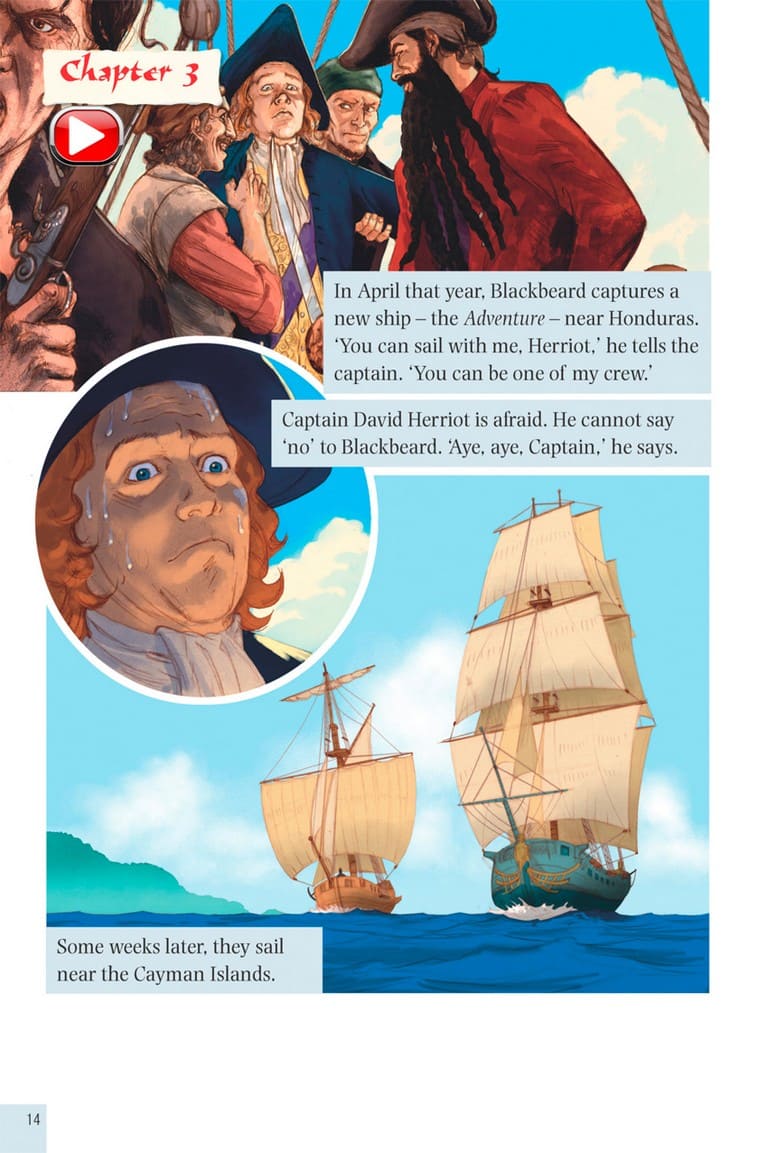 Chapter 3
In April that year, Blackbeard captures a
new ship – the Adventure – near Honduras.
‘You can sail with me, Herriot,’ he tells the
captain. ‘You can be one of my crew.’
Captain David Herriot is afraid. He cannot say
‘no’ to Blackbeard. ‘Aye, aye, Captain,’ he says.
Some weeks later, they sail
near the Cayman Islands.
14